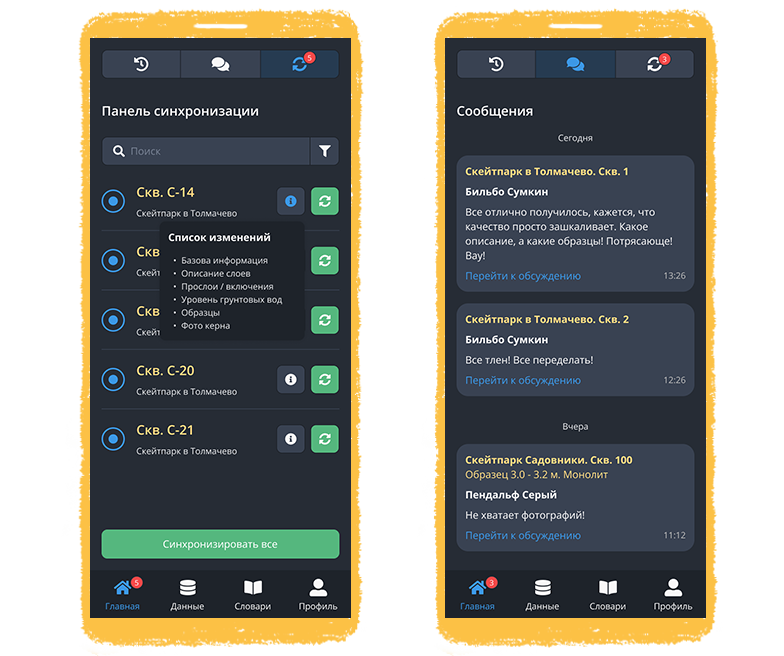 5
Панель синхронизации
Поиск
Скв. С-14
Скейтпарк в Толмачево
Список изменений
• Базова информация
• Описание слоев
• Прослои / включения
• Уровень грунтовых вод
• Образцы
• Фото керна
Скв. С-20
Скейтпарк в Толмачево
Скв. С-21
Скейтпарк в Толмачево
Синхронизировать все
5
Главная
Данные
Словари
Профиль
3
Сообщения
Сегодня
Скейтпарк в Толмачево. Скв. 1
Бильбо Сумкин
Все отлично получилось, кажется, что
качество просто зашкаливает. Какое
описание, а какие образцы! Потрясающе!
Вау!
Перейти к обсуждению 13:26
Скейтпарк в Толмачево. Скв. 2
Бильбо Сумкин
Все тлен! Все переделать!
Перейти к обсуждению 12:26
Вчера
Скейтпарк Садовники. Скв. 100
Образец 3.0 - 3.2 м. Монолит
Пендальф Серый
Не хватает фотографий!
Перейти к обсуждению 11:12
3
Главная
Данные
Словари
Профиль